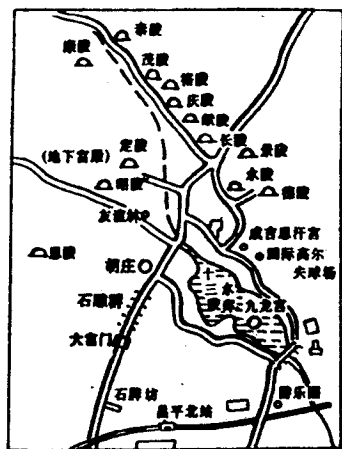 泰陵
康陵
茂陵
裕陵
庆陵
献陵
长陵
定陵
(地下宫殿)
景陵
昭陵
永陵
德陵
友谊林
成吉思汗宫
国际高尔
夫球场
思陵
胡庄
十二
三水
九龙宫
石雕群
大宫门
石牌坊
游乐园
昌平北站